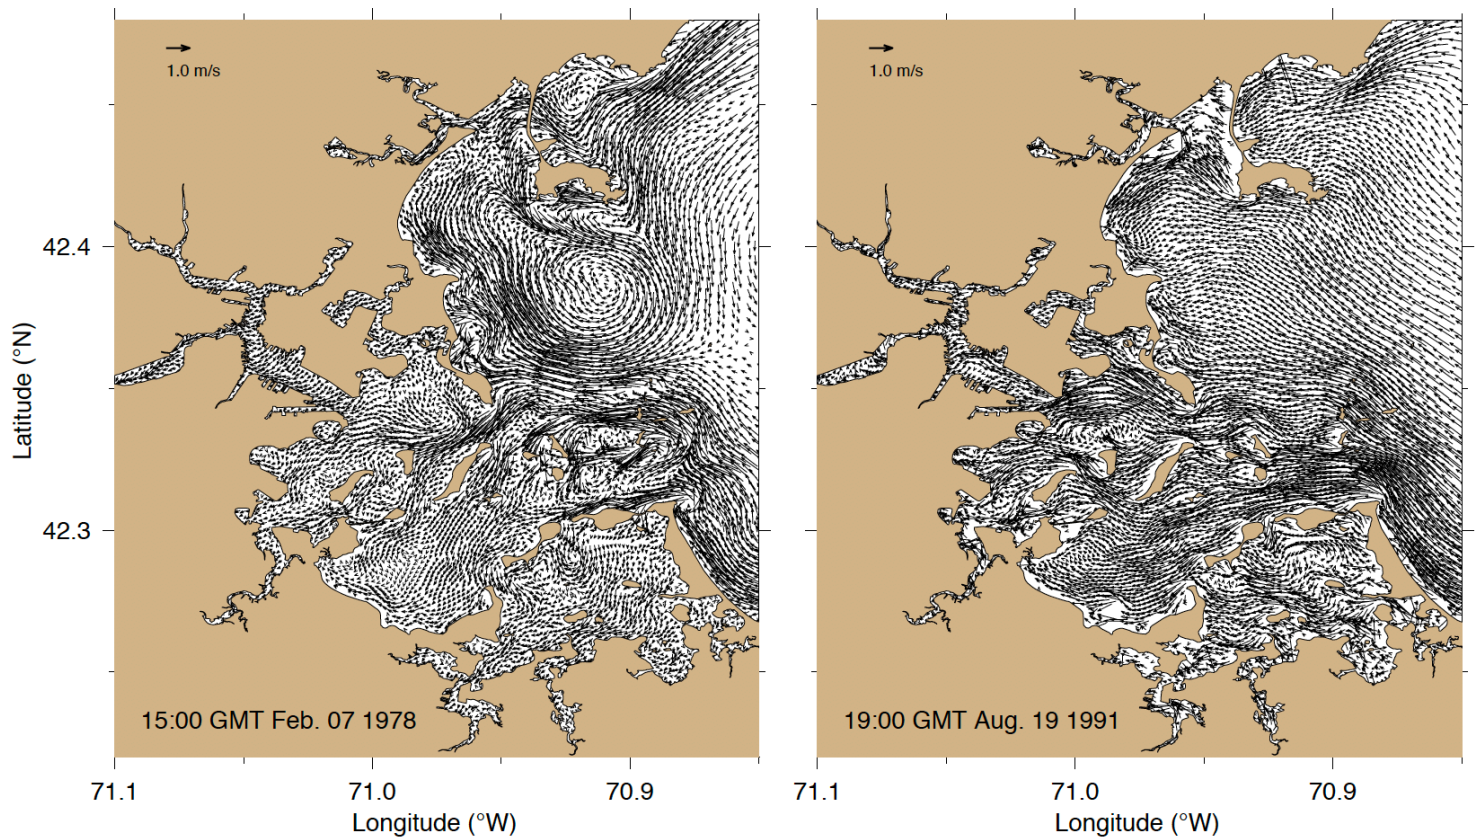 1.0 m/s
1.0 m/s
42.4
Latitude (°N)
42.3
15:00 GMT Feb. 07 1978
19:00 GMT Aug. 19 1991
71.1
71.0
70.9
71.1
71.0
70.9
Longitude (°W)
Longitude (°W)